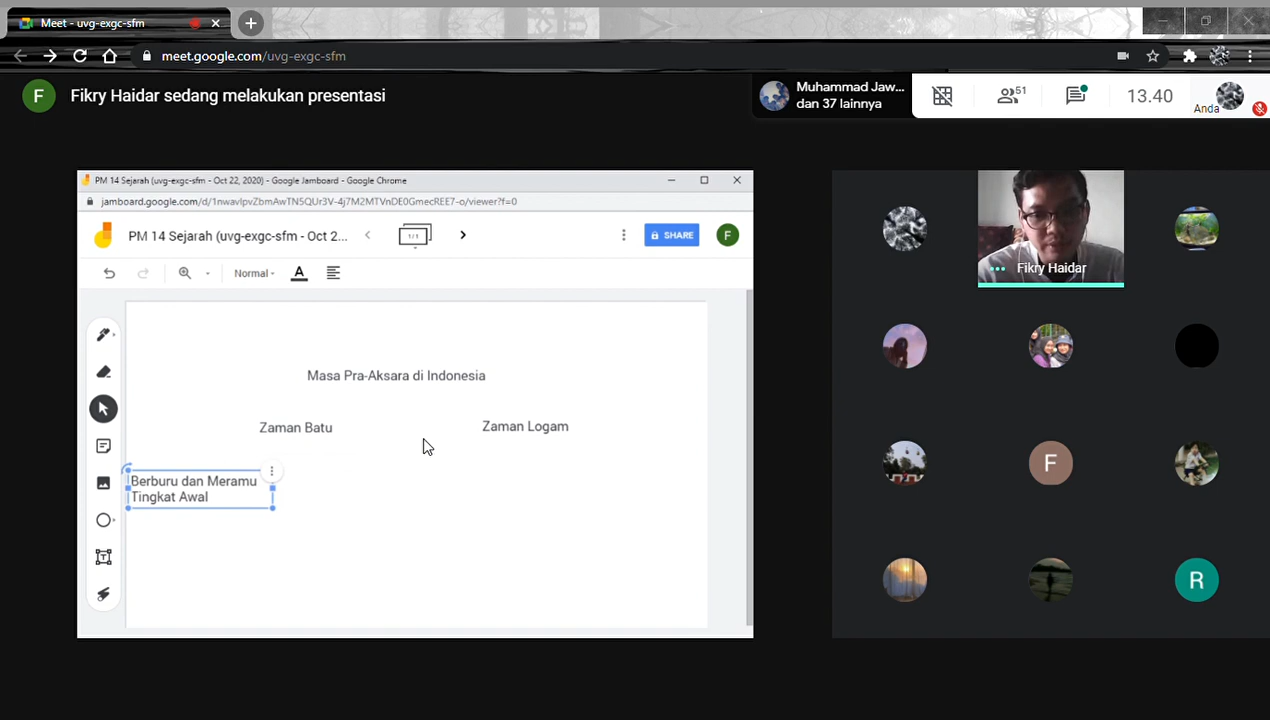 Meet - uvg-exgc-sfm
meet.google.com/uvg-exgc-sfm
F
Fikry Haidar sedang melakukan presentasi
Muhammad Jaw...
dan 37 lainnya
51
13.40
Anda
PM 14 Sejarah (uvg-exgc-sfm - Oct 22, 2020) - Google Jamboard - Google Chrome
PM 14 Sejarah (uvg-exgc-sfm - Oct 2...
1/1
SHARE
F
Normal
A
Masa Pra-Aksara di Indonesia
Zaman Batu
Zaman Logam
Berburu dan Meramu
Tingkat Awal
Fikry Haidar
F
R